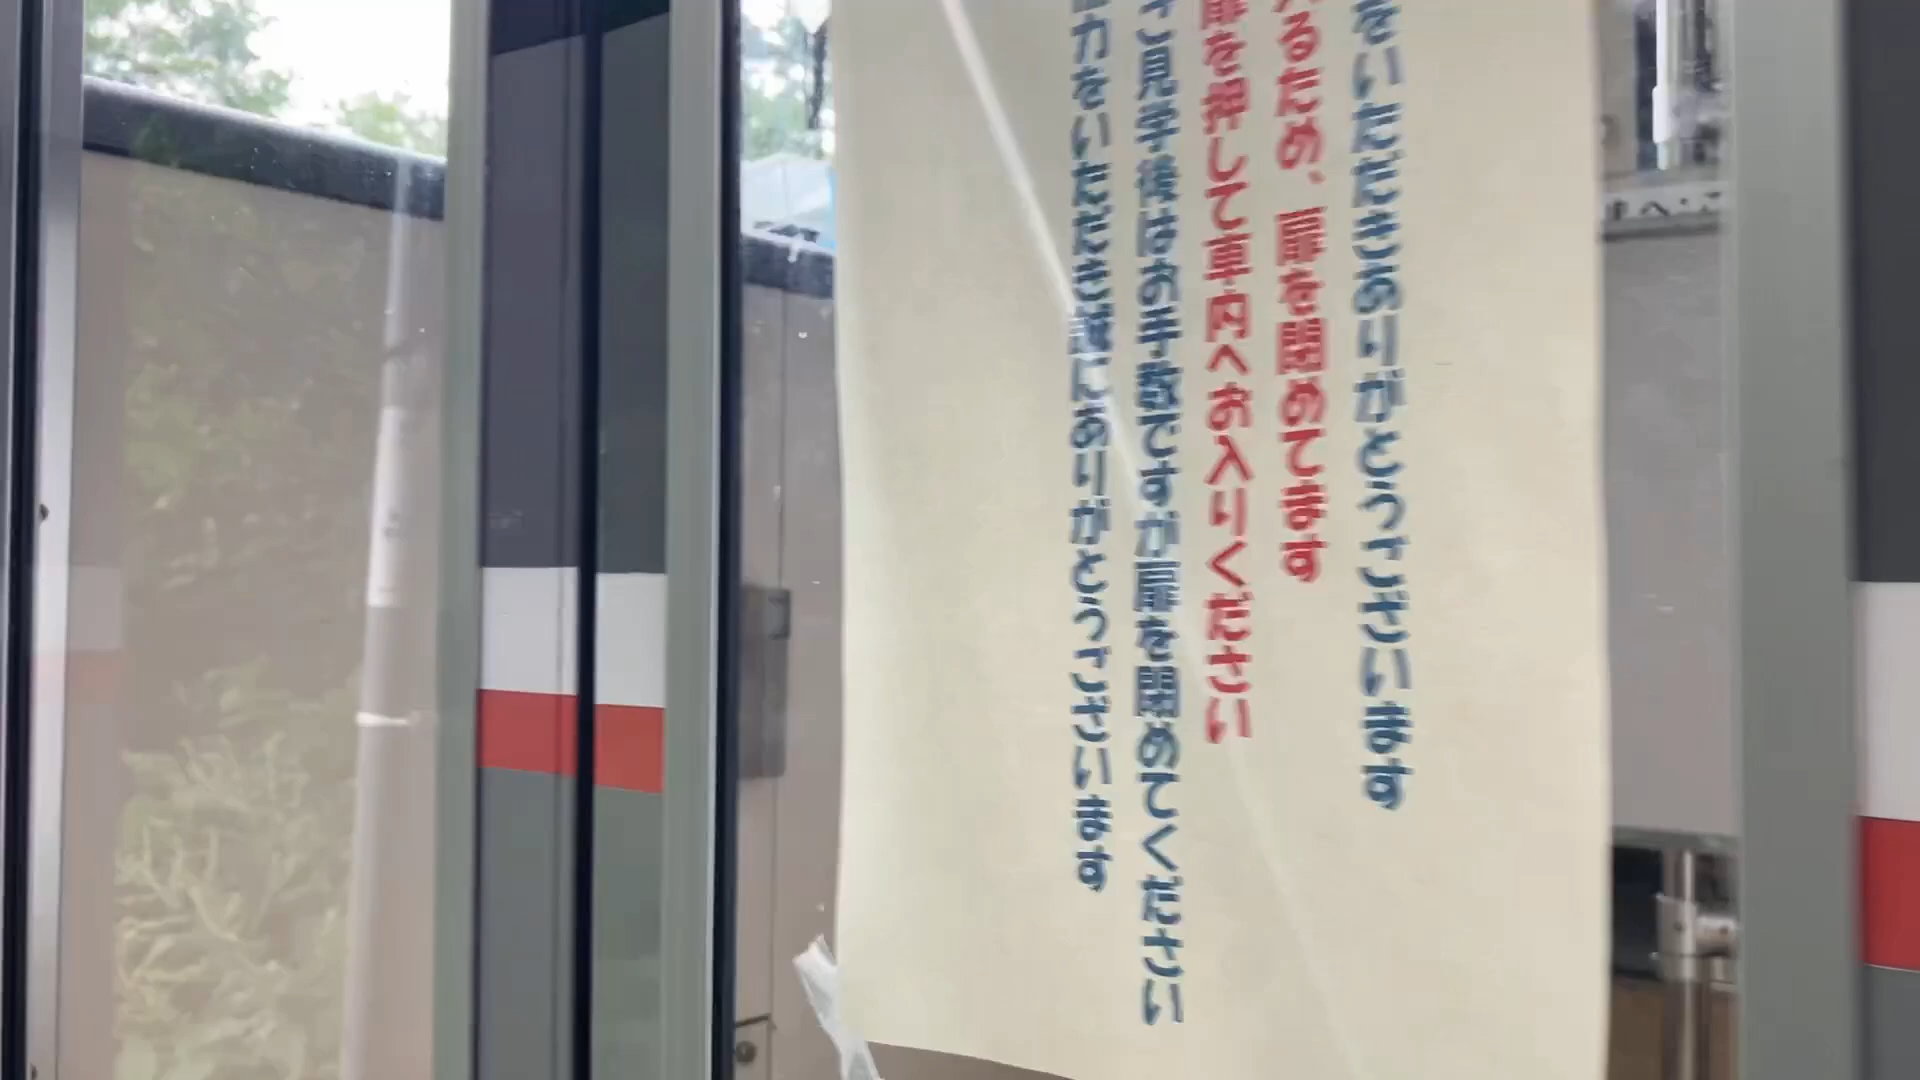 をいただきありがとうございます
るため、扉を閉めてます
扉を押して車内へお入りください
ご見学後はお手数ですが扉を閉めてください
力をいただき誠にありがとうございます